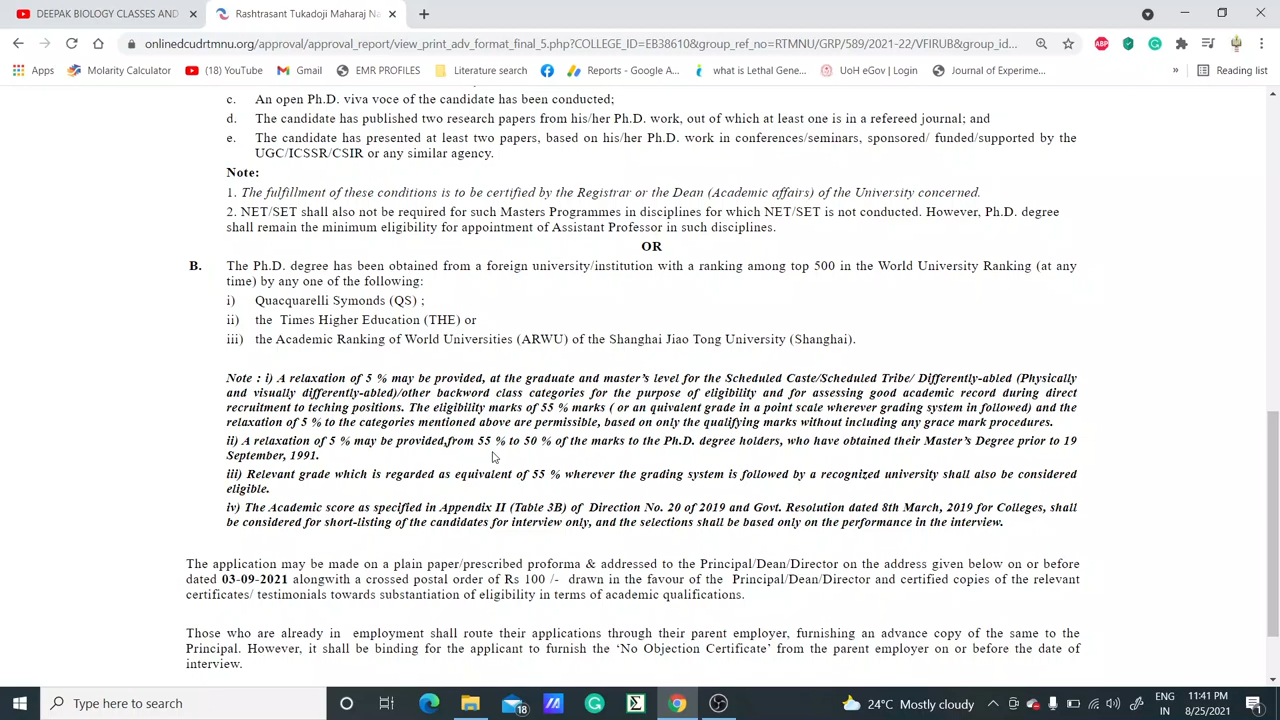 DEEPAK BIOLOGY CLASSES AND
Rashtrasant Tukadoji Maharaj Na
onlinedcudrtmnu.org/approval/approval_report/view_print_adv_format_final_5.php?COLLEGE_ID=EB38610&group_ref_no=RTMNU/GRP/589/2021-22/VFIRUB&group_id...
ABP
Apps Molarity Calculator (18) YouTube Gmail EMR PROFILES Literature search Reports - Google A... what is Lethal Gene... UoH eGov | Login Journal of Experime... » Reading list
c. An open Ph.D. viva voce of the candidate has been conducted;
d. The candidate has published two research papers from his/her Ph.D. work, out of which at least one is in a refereed journal; and
e. The candidate has presented at least two papers, based on his/her Ph.D. work in conferences/seminars, sponsored/ funded/supported by the
UGC/ICSSR/CSIR or any similar agency.
Note:
1. The fulfillment of these conditions is to be certified by the Registrar or the Dean (Academic affairs) of the University concerned.
2. NET/SET shall also not be required for such Masters Programmes in disciplines for which NET/SET is not conducted. However, Ph.D. degree
shall remain the minimum eligibility for appointment of Assistant Professor in such disciplines.
OR
B. The Ph.D. degree has been obtained from a foreign university/institution with a ranking among top 500 in the World University Ranking (at any
time) by any one of the following:
i) Quacquarelli Symonds (QS) ;
ii) the Times Higher Education (THE) or
iii) the Academic Ranking of World Universities (ARWU) of the Shanghai Jiao Tong University (Shanghai).
Note : i) A relaxation of 5 % may be provided, at the graduate and master's level for the Scheduled Caste/Scheduled Tribe/ Differently-abled (Physically
and visually differently-abled)/other backword class categories for the purpose of eligibility and for assessing good academic record during direct
recruitment to teching positions. The eligibility marks of 55 % marks ( or an quivalent grade in a point scale wherever grading system in followed) and the
relaxation of 5 % to the categories mentioned above are permissible, based on only the qualifying marks without including any grace mark procedures.
ii) A relaxation of 5 % may be provided,from 55 % to 50 % of the marks to the Ph.D. degree holders, who have obtained their Master's Degree prior to 19
September, 1991.
iii) Relevant grade which is regarded as equivalent of 55 % wherever the grading system is followed by a recognized university shall also be considered
eligible.
iv) The Academic score as specified in Appendix II (Table 3B) of Direction No. 20 of 2019 and Govt. Resolution dated 8th March, 2019 for Colleges, shall
be considered for short-listing of the candidates for interview only, and the selections shall be based only on the performance in the interview.
The application may be made on a plain paper/prescribed proforma & addressed to the Principal/Dean/Director on the address given below on or before
dated 03-09-2021 alongwith a crossed postal order of Rs 100 /- drawn in the favour of the Principal/Dean/Director and certified copies of the relevant
certificates/ testimonials towards substantiation of eligibility in terms of academic qualifications.
Those who are already in employment shall route their applications through their parent employer, furnishing an advance copy of the same to the
Principal. However, it shall be binding for the applicant to furnish the 'No Objection Certificate' from the parent employer on or before the date of
interview.
Type here to search
18
24°C Mostly cloudy
ENG
IN
11:41 PM
8/25/2021
1